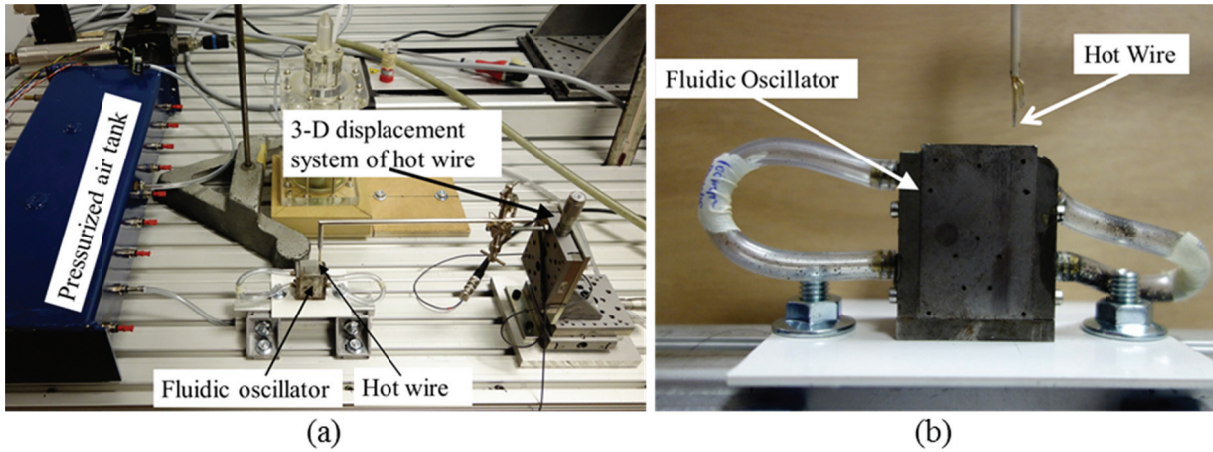 3-D displacement
system of hot wire
Pressurized air tank
Fluidic oscillator
Hot wire
(a)
Hot Wire
Fluidic Oscillator
(b)